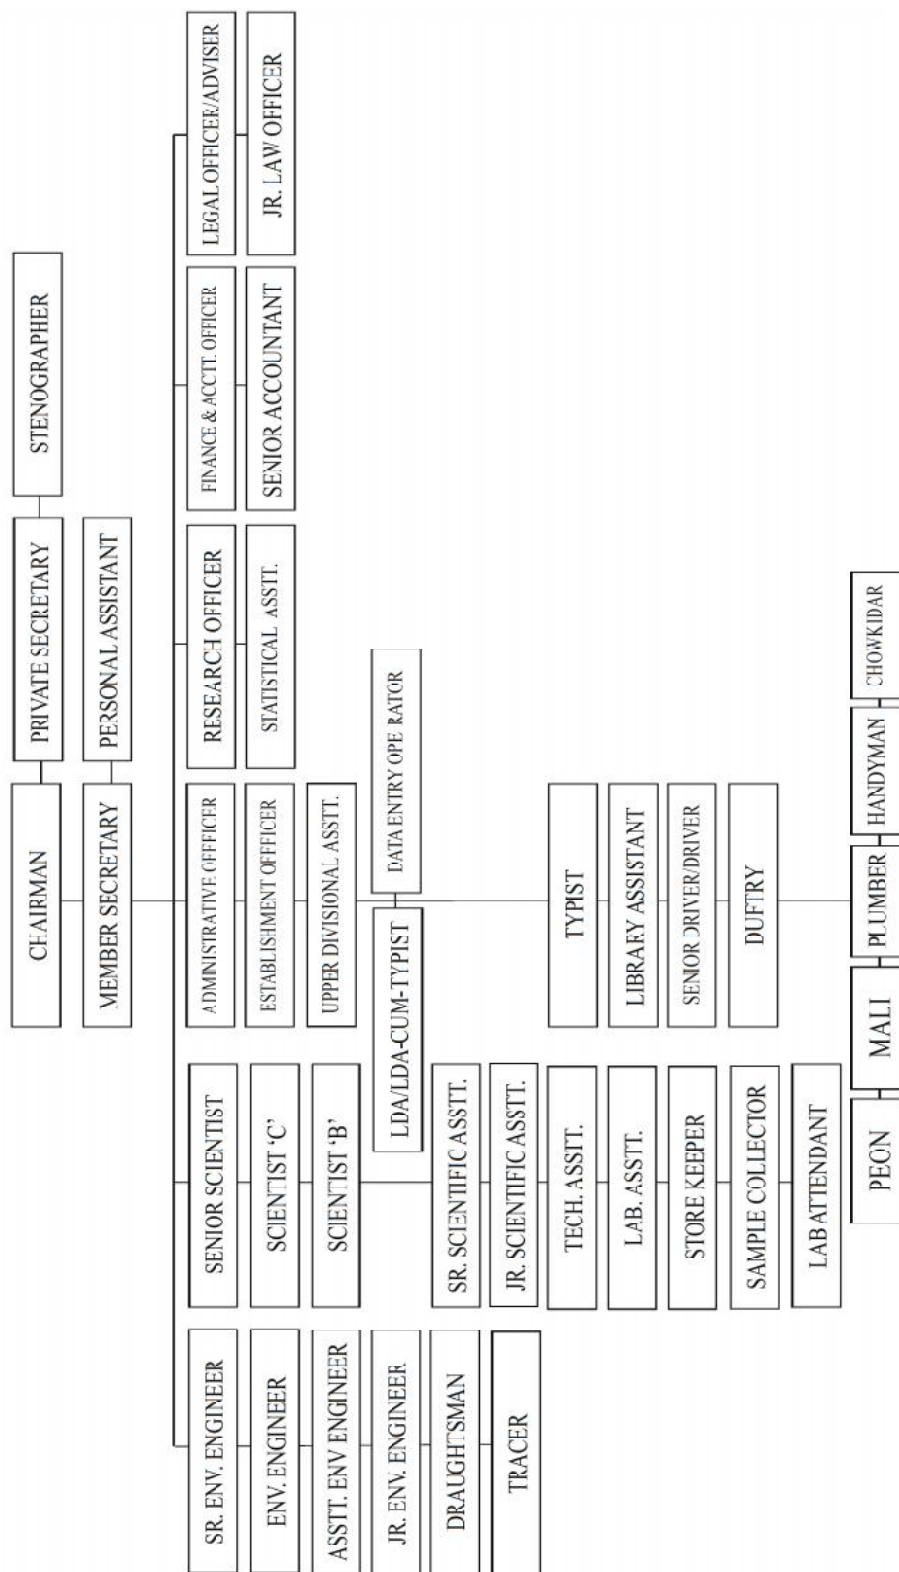 CHAIRMAN
PRIVATE SECRETARY
STENOGRAPHER
MEMBER SECRETARY
PERSONAL ASSISTANT
SR. ENV. ENGINEER
SENIOR SCIENTIST
ADMINISTRATIVE OFFFICER
RESEARCH OFFICER
FINANCE & ACCTT. OFFICER
LEGAL OFFICER/ADVISER
ENV. ENGINEER
SCIENTIST ‘C’
ESTABLISHMENT OFFFICER
STATISTICAL ASSTT.
SENIOR ACCOUNTANT
JR. LAW OFFICER
ASSTT. ENV ENGINEER
SCIENTIST ‘B’
UPPER DIVISIONAL ASSTT.
JR. ENV. ENGINEER
LDA/LDA-CUM-TYPIST
DATA ENTRY OPERATOR
DRAUGHTSMAN
SR. SCIENTIFIC ASSTT.
TRACER
JR. SCIENTIFIC ASSTT.
TECH. ASSTT.
TYPIST
LAB. ASSTT.
LIBRARY ASSISTANT
STORE KEEPER
SENIOR DRIVER/DRIVER
SAMPLE COLLECTOR
DUFTRY
LAB ATTENDANT
PEON
MALI
PLUMBER
HANDYMAN
CHOWKIDAR